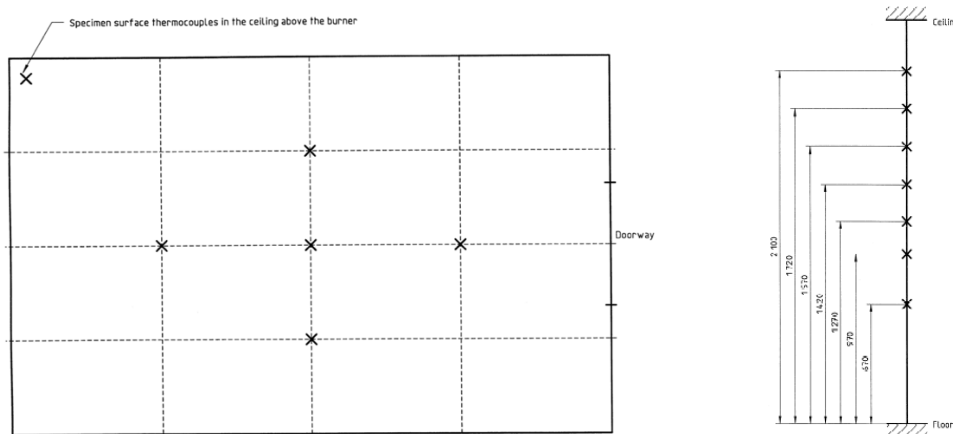 Specimen surface thermocouples in the ceiling above the burner
Doorway
Ceilin
2 100
1 720
1 570
1 420
1 270
970
670
Floor